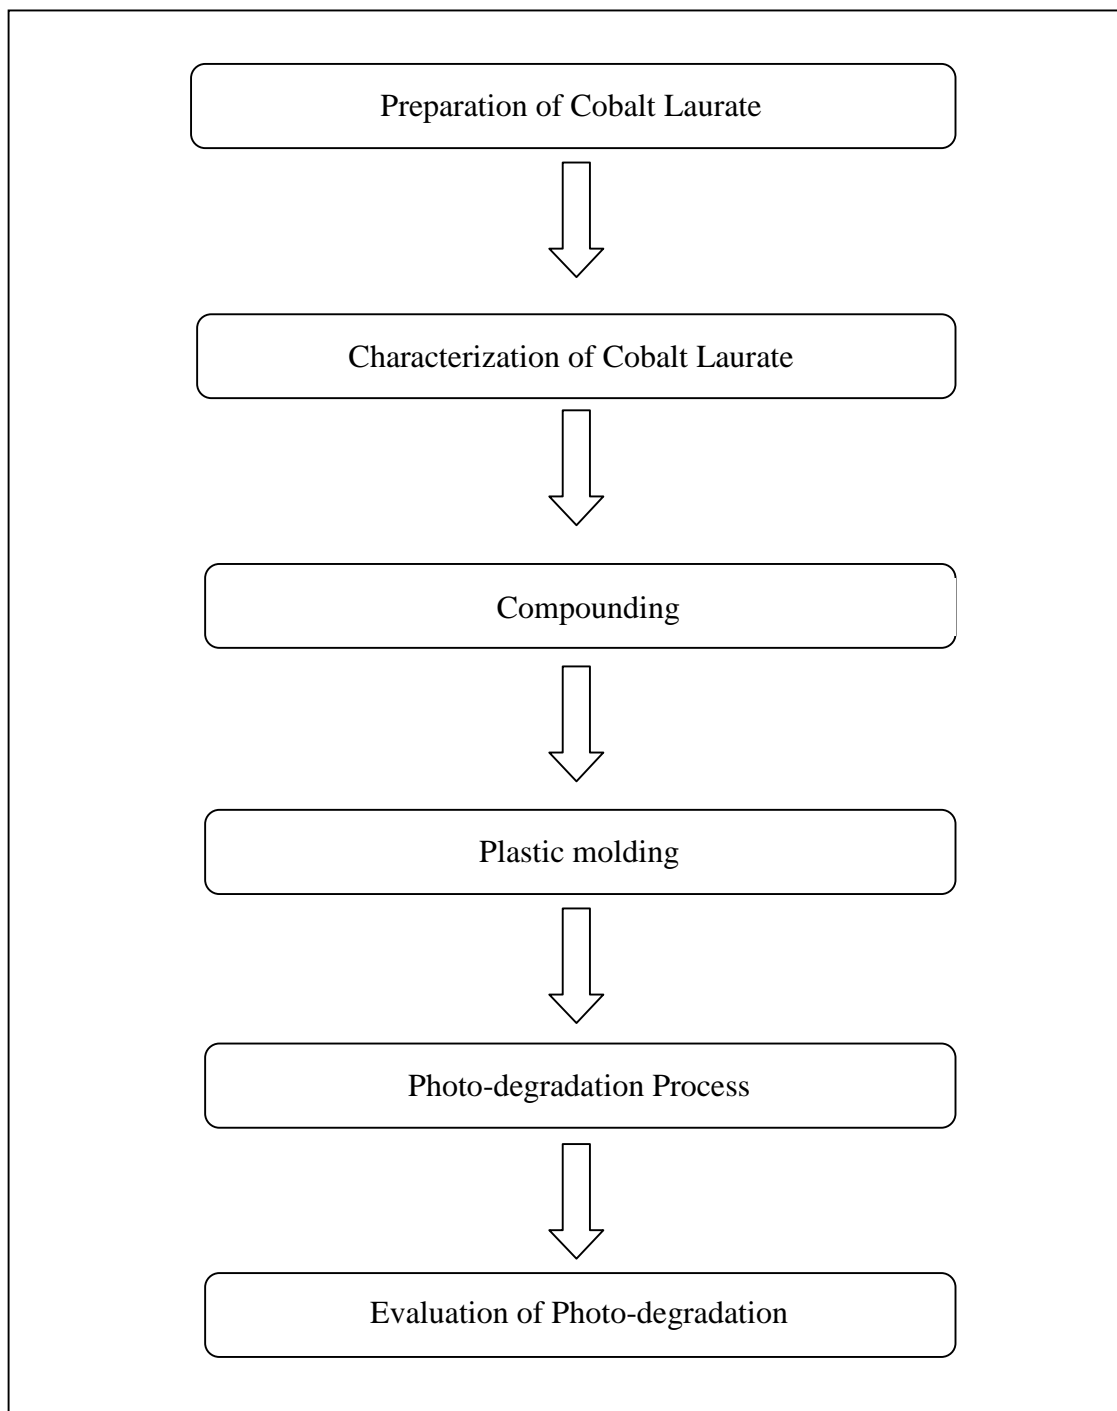 Preparation of Cobalt Laurate
Characterization of Cobalt Laurate
Compounding
Plastic molding
Photo-degradation Process
Evaluation of Photo-degradation